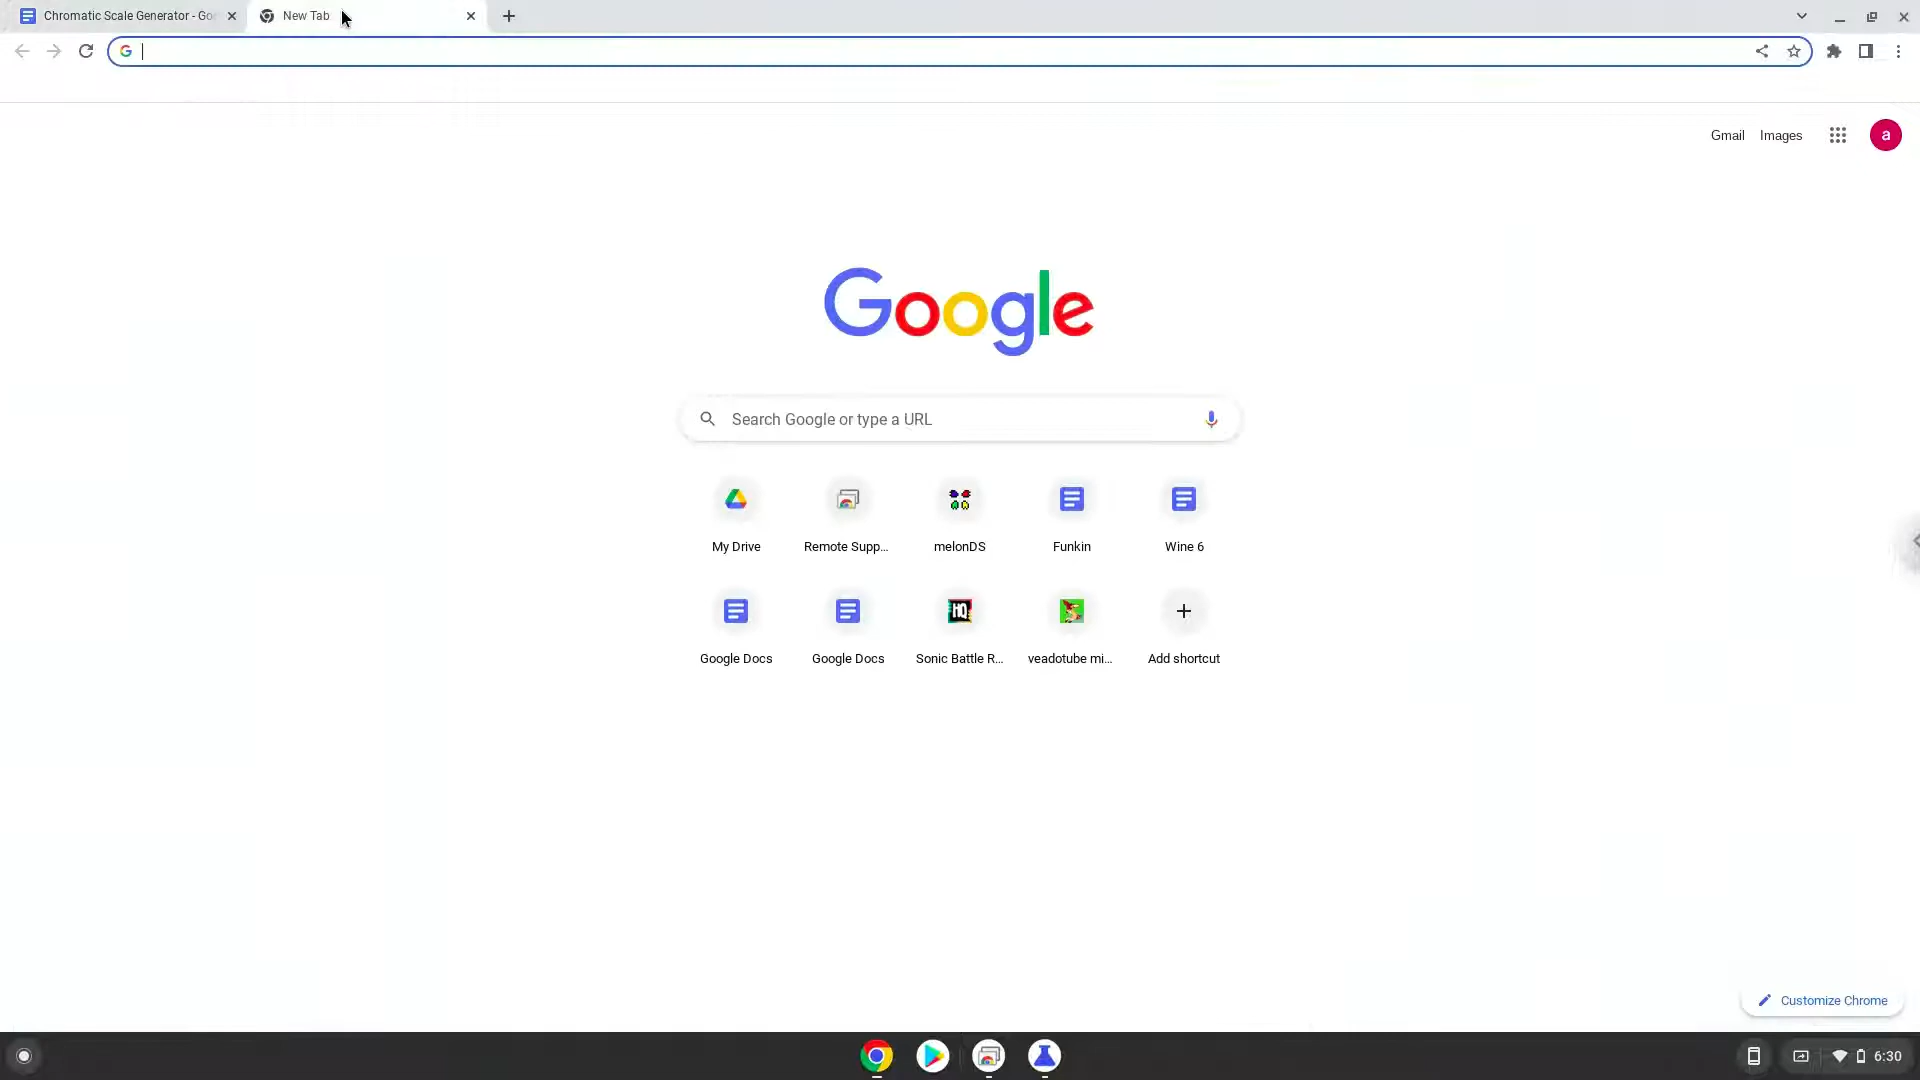 Chromatic Scale Generator - Go
New Tab
Gmail Images
a
Google
Search Google or type a URL
My Drive
Remote Supp...
melonDS
Funkin
Wine 6
HQ
Google Docs
Google Docs
Sonic Battle R...
veadotube mi...
Add shortcut
Customize Chrome
6:30